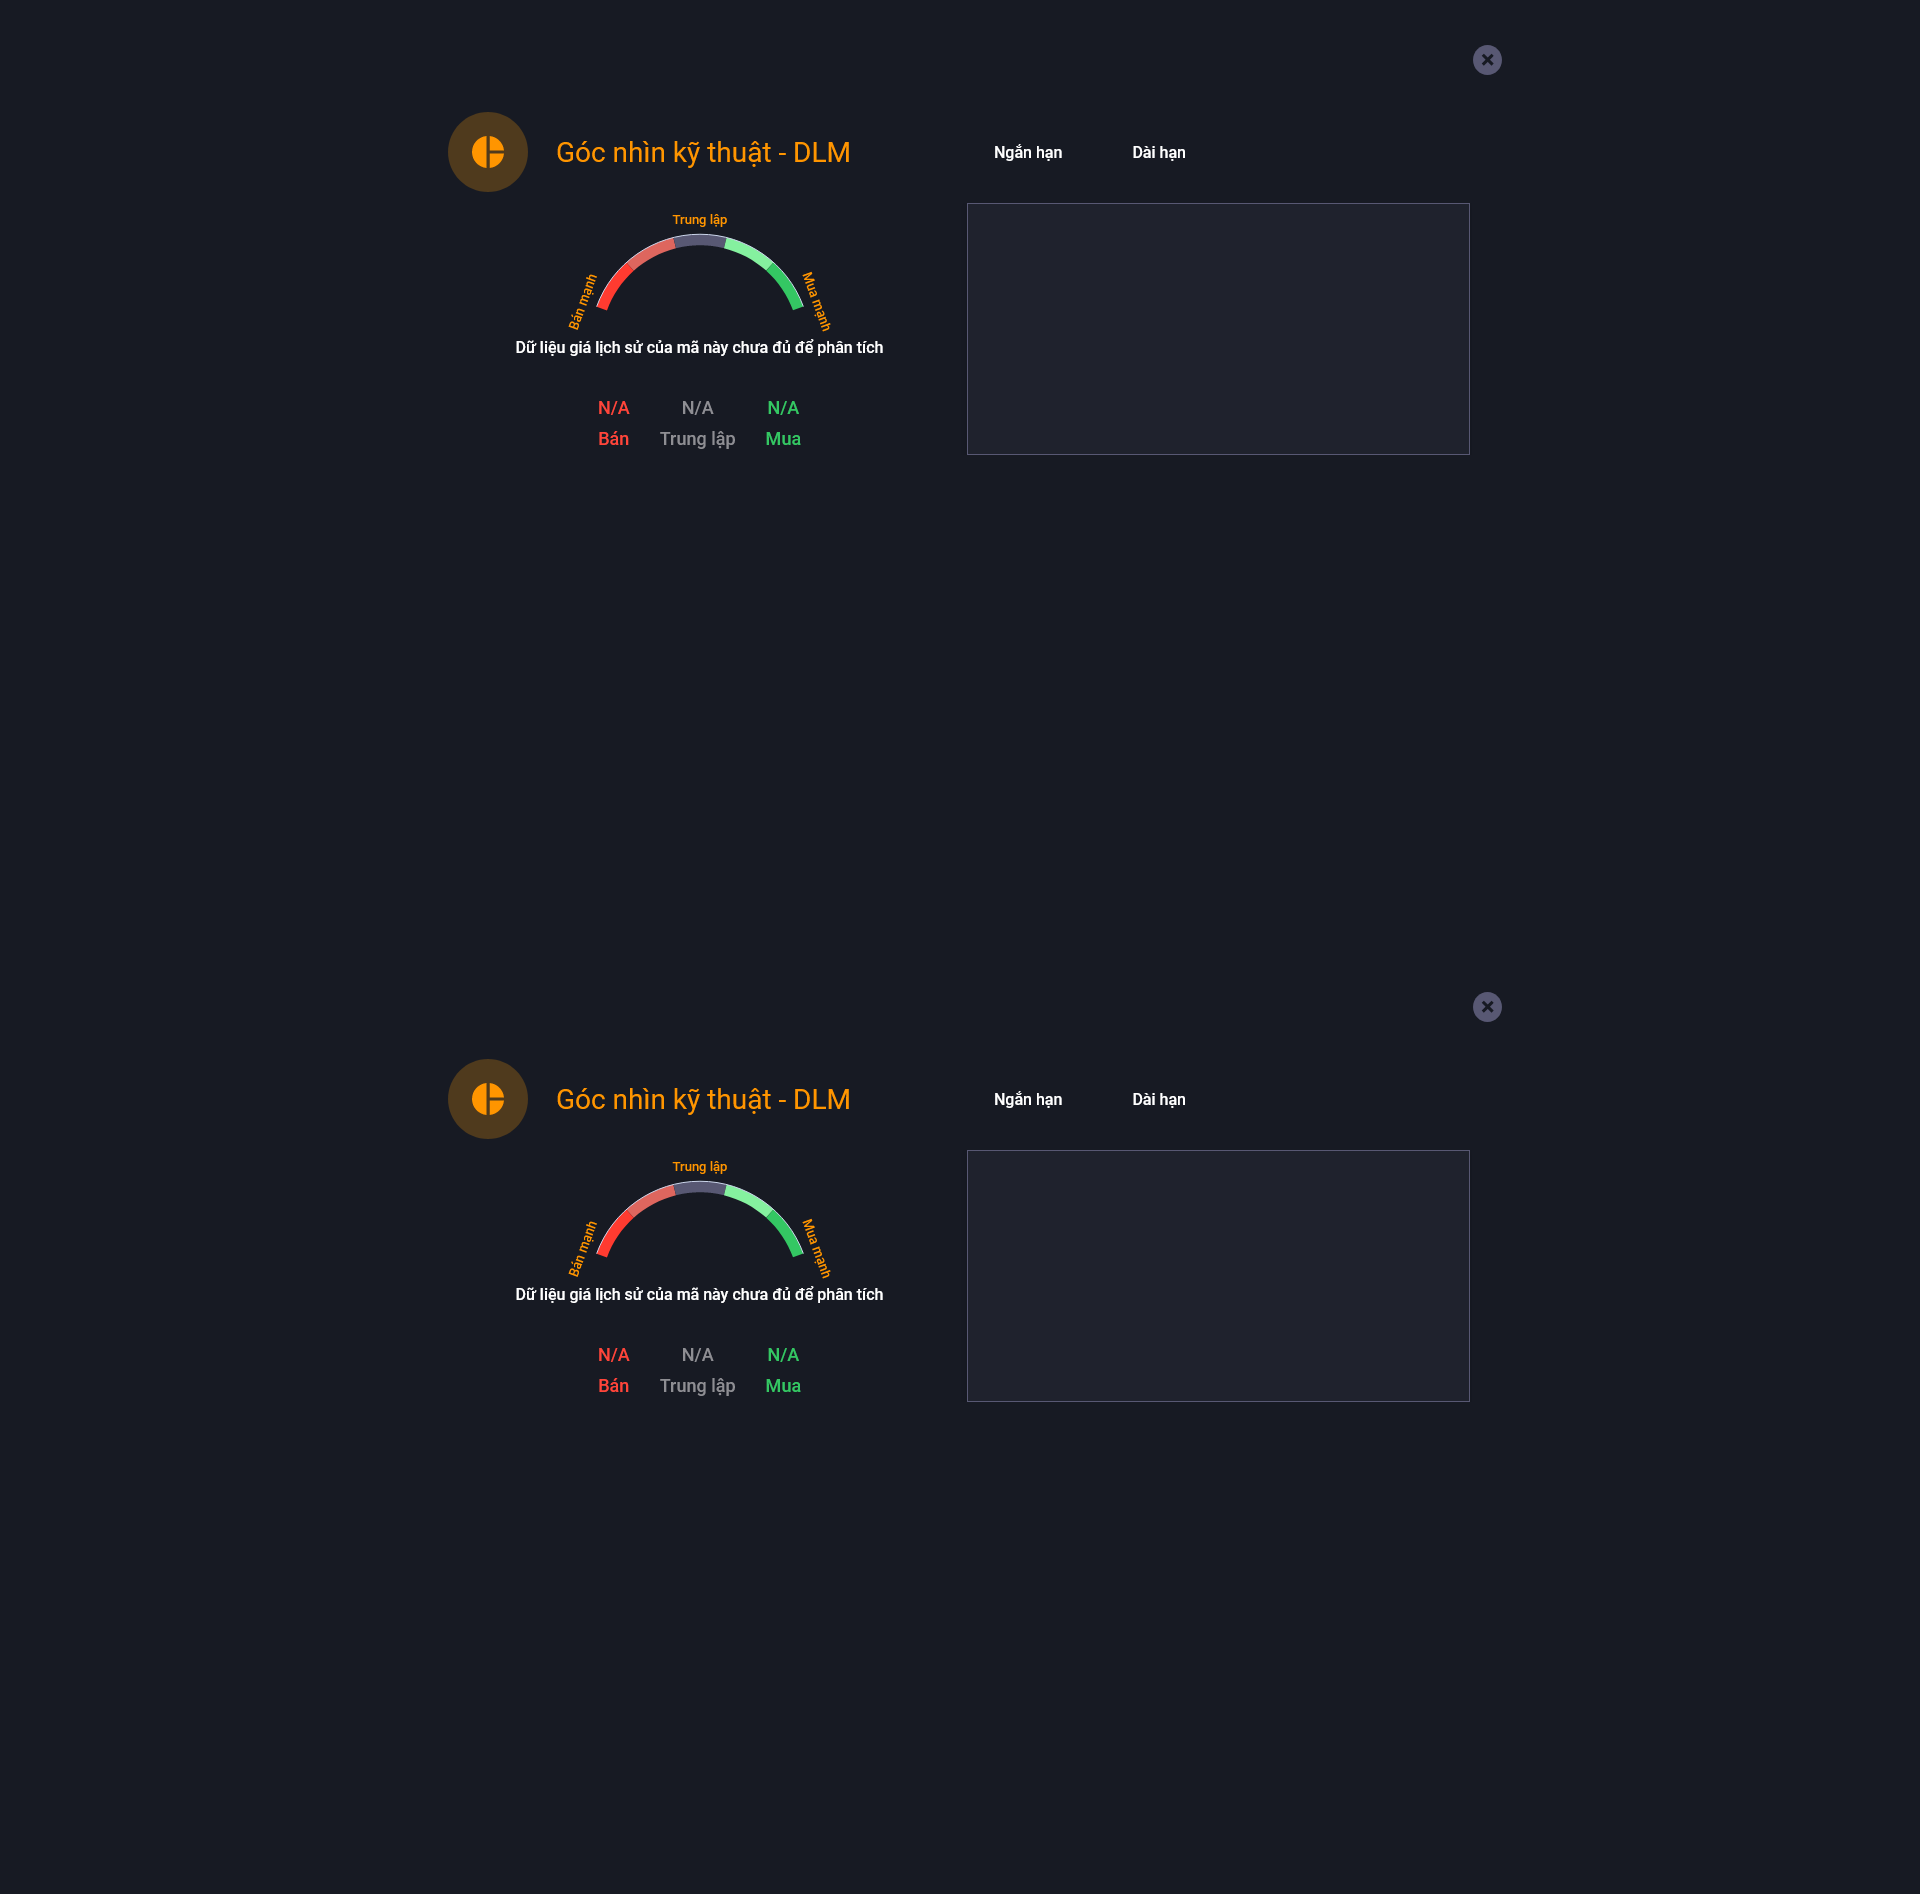 Góc nhìn kỹ thuật - DLM
Ngắn hạn Dài hạn
Trung lập
Bán mạnh
Mua mạnh
Dữ liệu giá lịch sử của mã này chưa đủ để phân tích
N/A N/A N/A
Bán Trung lập Mua
Góc nhìn kỹ thuật - DLM
Ngắn hạn Dài hạn
Trung lập
Bán mạnh
Mua mạnh
Dữ liệu giá lịch sử của mã này chưa đủ để phân tích
N/A N/A N/A
Bán Trung lập Mua